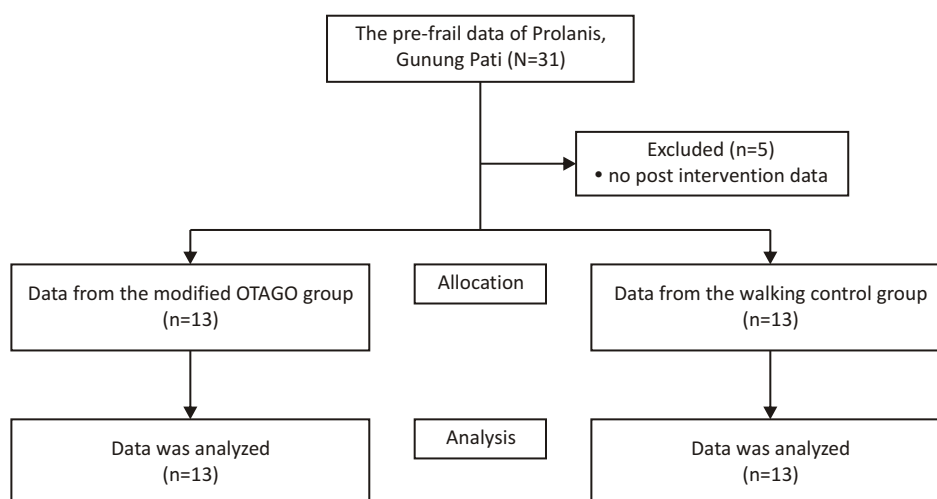 The pre-frail data of Prolanis,
Gunung Pati (N=31)
Excluded (n=5)
• no post intervention data
Data from the modified OTAGO group
(n=13)
Allocation
Data from the walking control group
(n=13)
Data was analyzed
(n=13)
Analysis
Data was analyzed
(n=13)